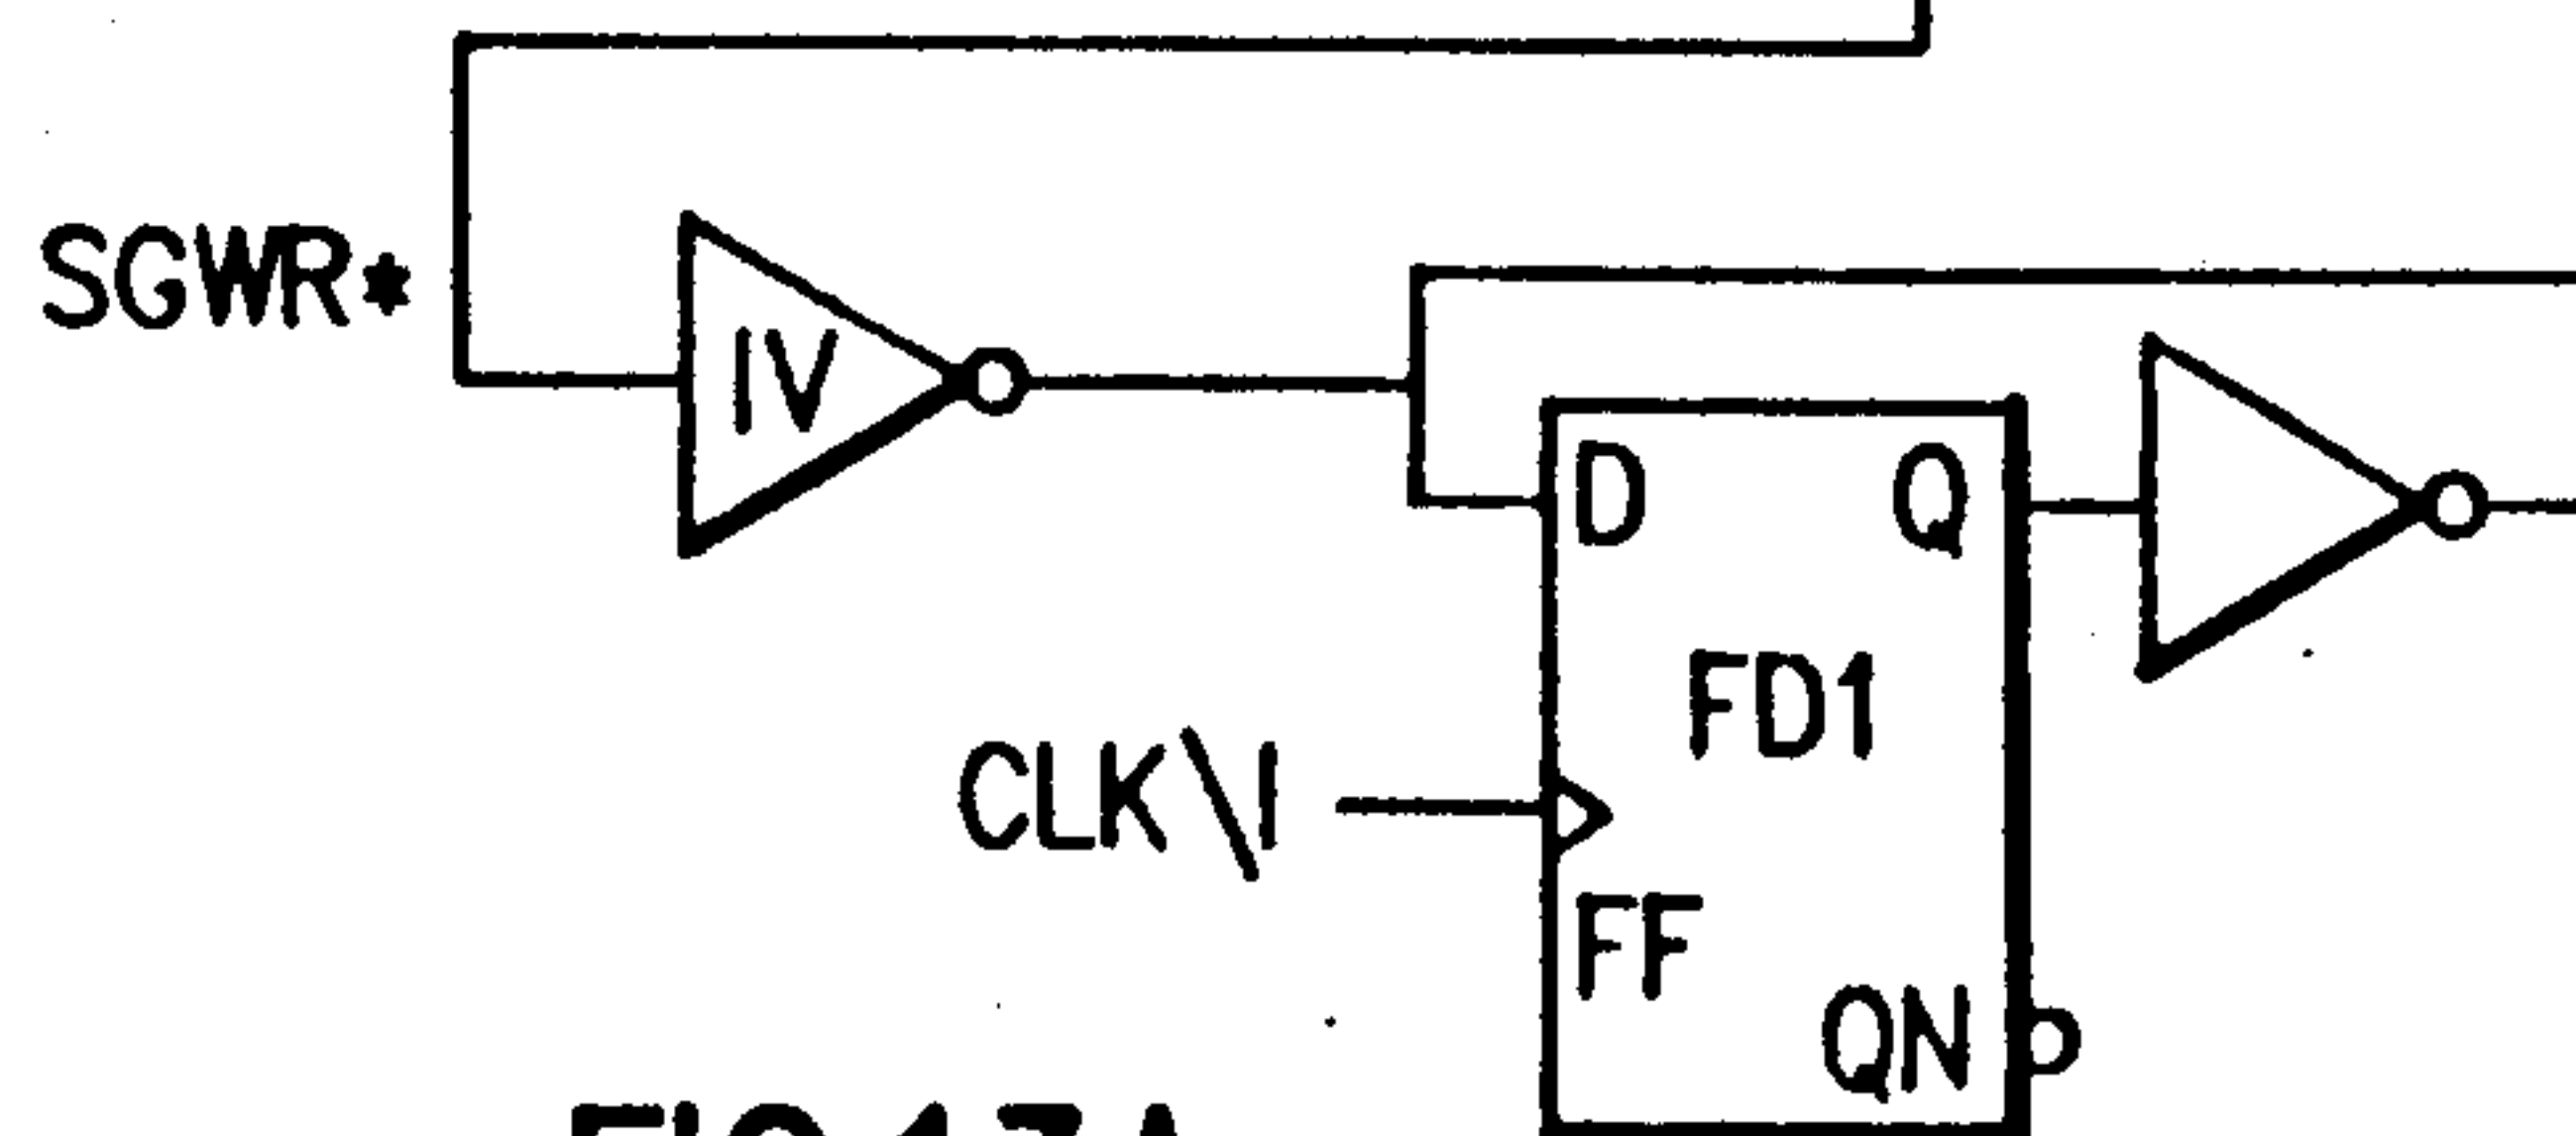 SGWR*
IV
D Q
FD1
CLK\I
FF
QN